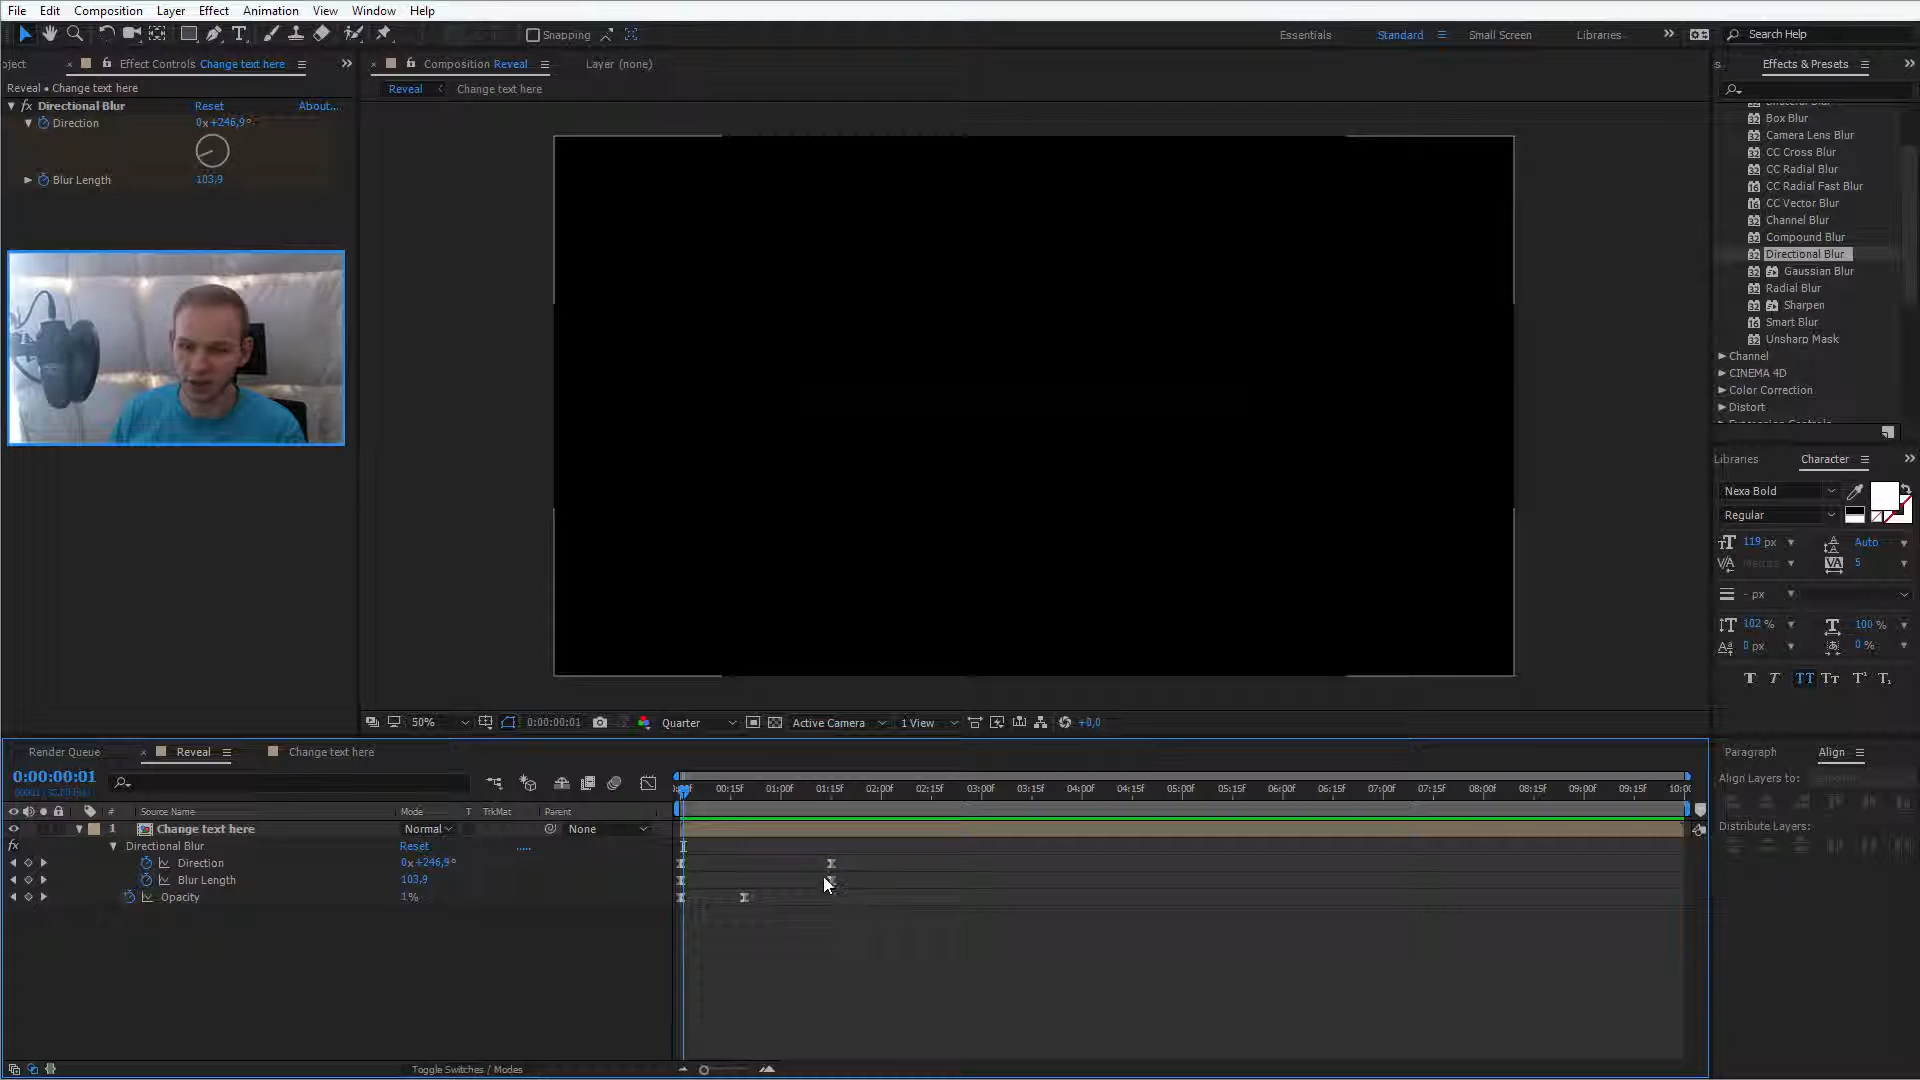 File Edit Composition Layer Effect Animation View Window Help
Snapping
Essentials Standard Small Screen Libraries Search Help
oject Effect Controls Change text here
Composition Reveal Layer (none)
Effects & Presets
Reveal • Change text here
Reveal Change text here
fx Directional Blur Reset About...
Direction 0x+246,9°
Blur Length 103,9
Box Blur
Camera Lens Blur
CC Cross Blur
CC Radial Blur
CC Radial Fast Blur
CC Vector Blur
Channel Blur
Compound Blur
Directional Blur
Gaussian Blur
Radial Blur
Sharpen
Smart Blur
Unsharp Mask
Channel
CINEMA 4D
Color Correction
Distort
Libraries Character
Nexa Bold
Regular
119 px Auto
5
- px
102 % 100 %
0 px 0 %
50% 0:00:00:01 Quarter Active Camera 1 View +0,0
Render Queue Reveal Change text here
Paragraph Align
Align Layers to:
Distribute Layers:
0:00:00:01
00:15f 01:00f 01:15f 02:00f 02:15f 03:00f 03:15f 04:00f 04:15f 05:00f 05:15f 06:00f 06:15f 07:00f 07:15f 08:00f 08:15f 09:00f 09:15f 10:00
# Source Name Mode T TrkMat Parent
1 Change text here Normal None
fx Directional Blur Reset .....
Direction 0x+246,9°
Blur Length 103,9
Opacity 1%
Toggle Switches / Modes